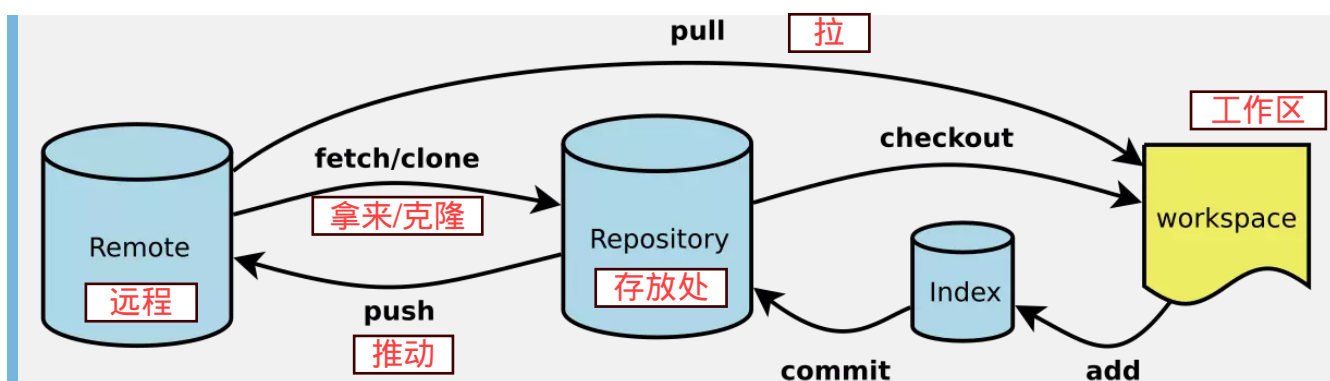 pull
拉
工作区
checkout
fetch/clone
拿来/克隆
workspace
Remote
Repository
远程
存放处
Index
push
推动
commit
add